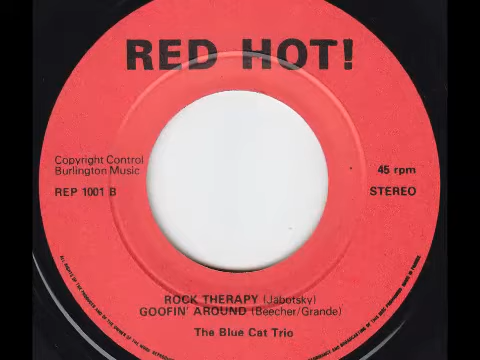 RED HOT!
Copyright Control
Burlington Music
REP 1001 B
45 rpm
STEREO
ROCK THERAPY (Jabotsky)
GOOFIN' AROUND (Beecher/Grande)
The Blue Cat Trio